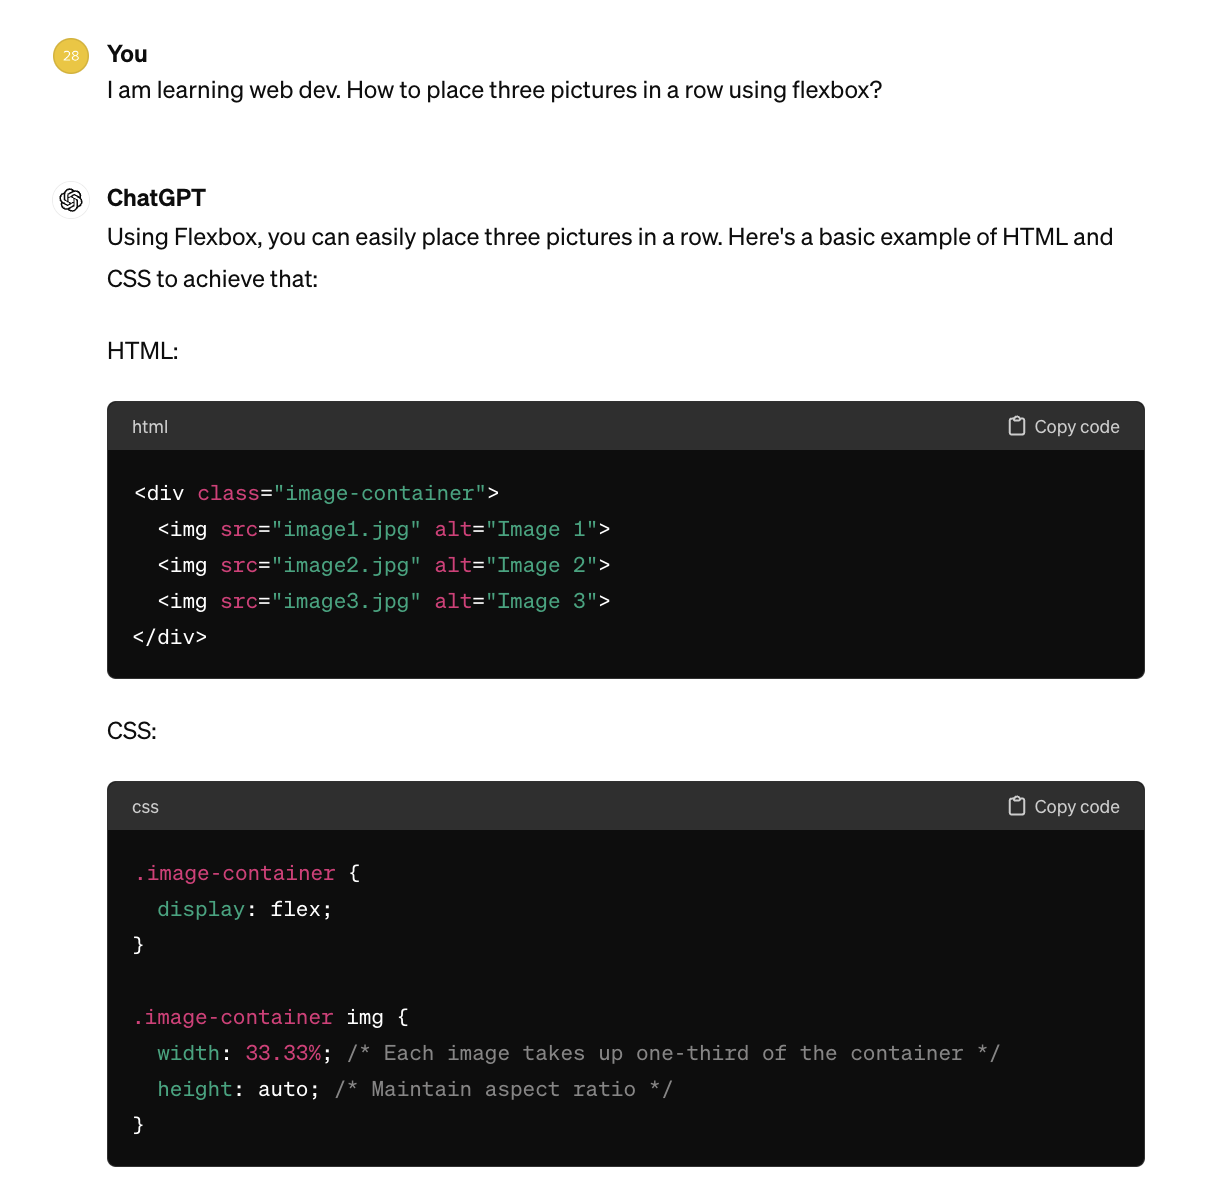 28
You
I am learning web dev. How to place three pictures in a row using flexbox?
ChatGPT
Using Flexbox, you can easily place three pictures in a row. Here's a basic example of HTML and
CSS to achieve that:
HTML:
html Copy code
<div class="image-container">
  <img src="image1.jpg" alt="Image 1">
  <img src="image2.jpg" alt="Image 2">
  <img src="image3.jpg" alt="Image 3">
</div>
CSS:
css Copy code
.image-container {
  display: flex;
}
.image-container img {
  width: 33.33%; /* Each image takes up one-third of the container */
  height: auto; /* Maintain aspect ratio */
}